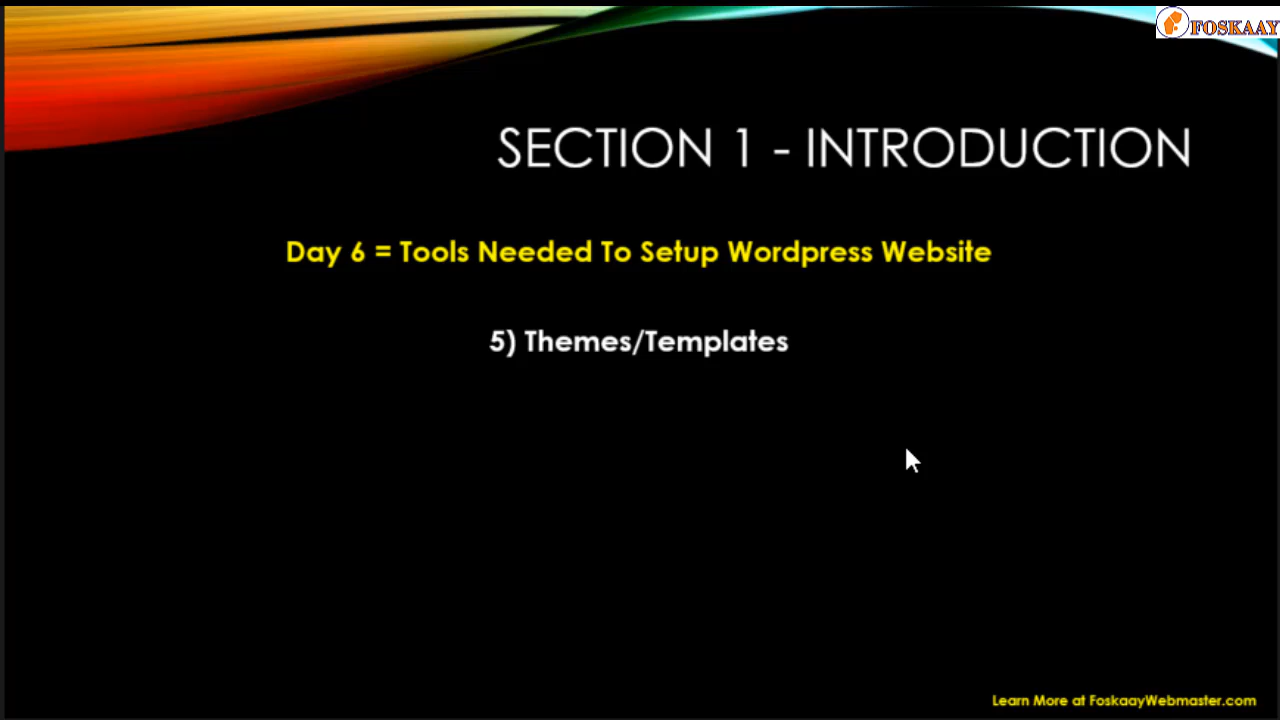 FOSKAAY
SECTION 1 - INTRODUCTION
Day 6 = Tools Needed To Setup Wordpress Website
5) Themes/Templates
Learn More at FoskaayWebmaster.com